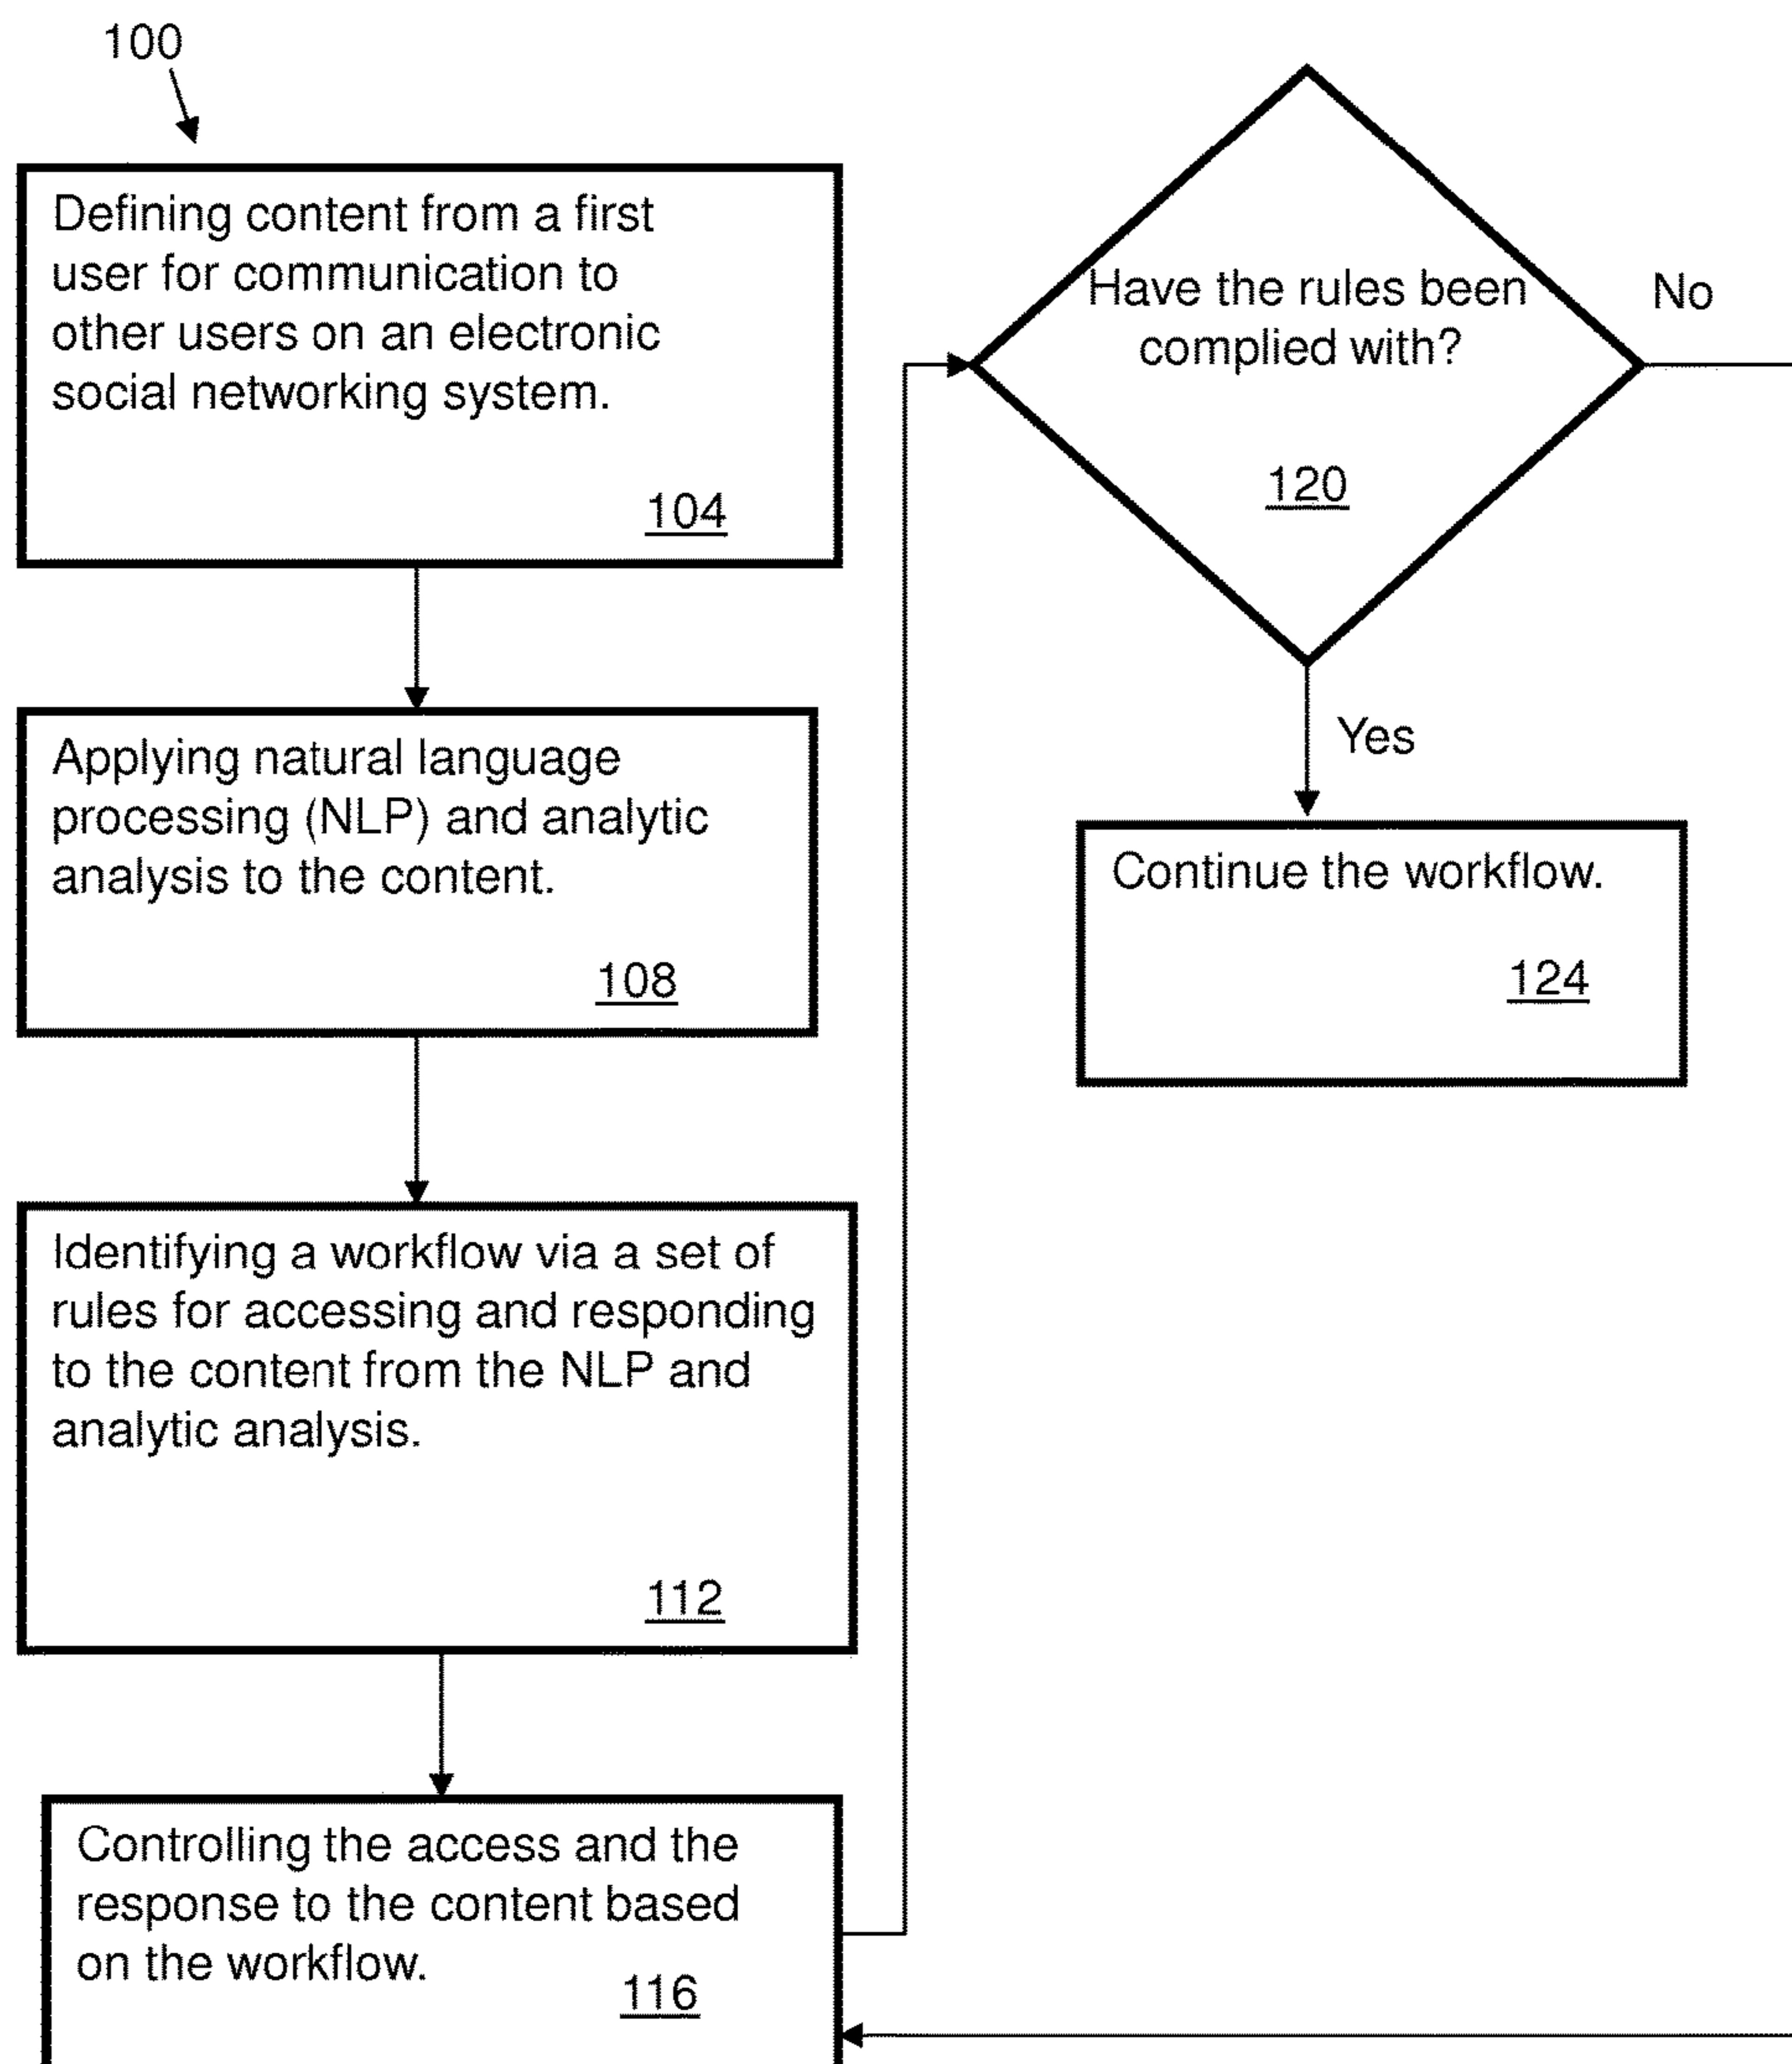 100
Defining content from a first
user for communication to
other users on an electronic
social networking system.
104
Applying natural language
processing (NLP) and analytic
analysis to the content.
108
Identifying a workflow via a set of
rules for accessing and responding
to the content from the NLP and
analytic analysis.
112
Controlling the access and the
response to the content based
on the workflow.
116
Have the rules been
complied with?
120
No
Yes
Continue the workflow.
124